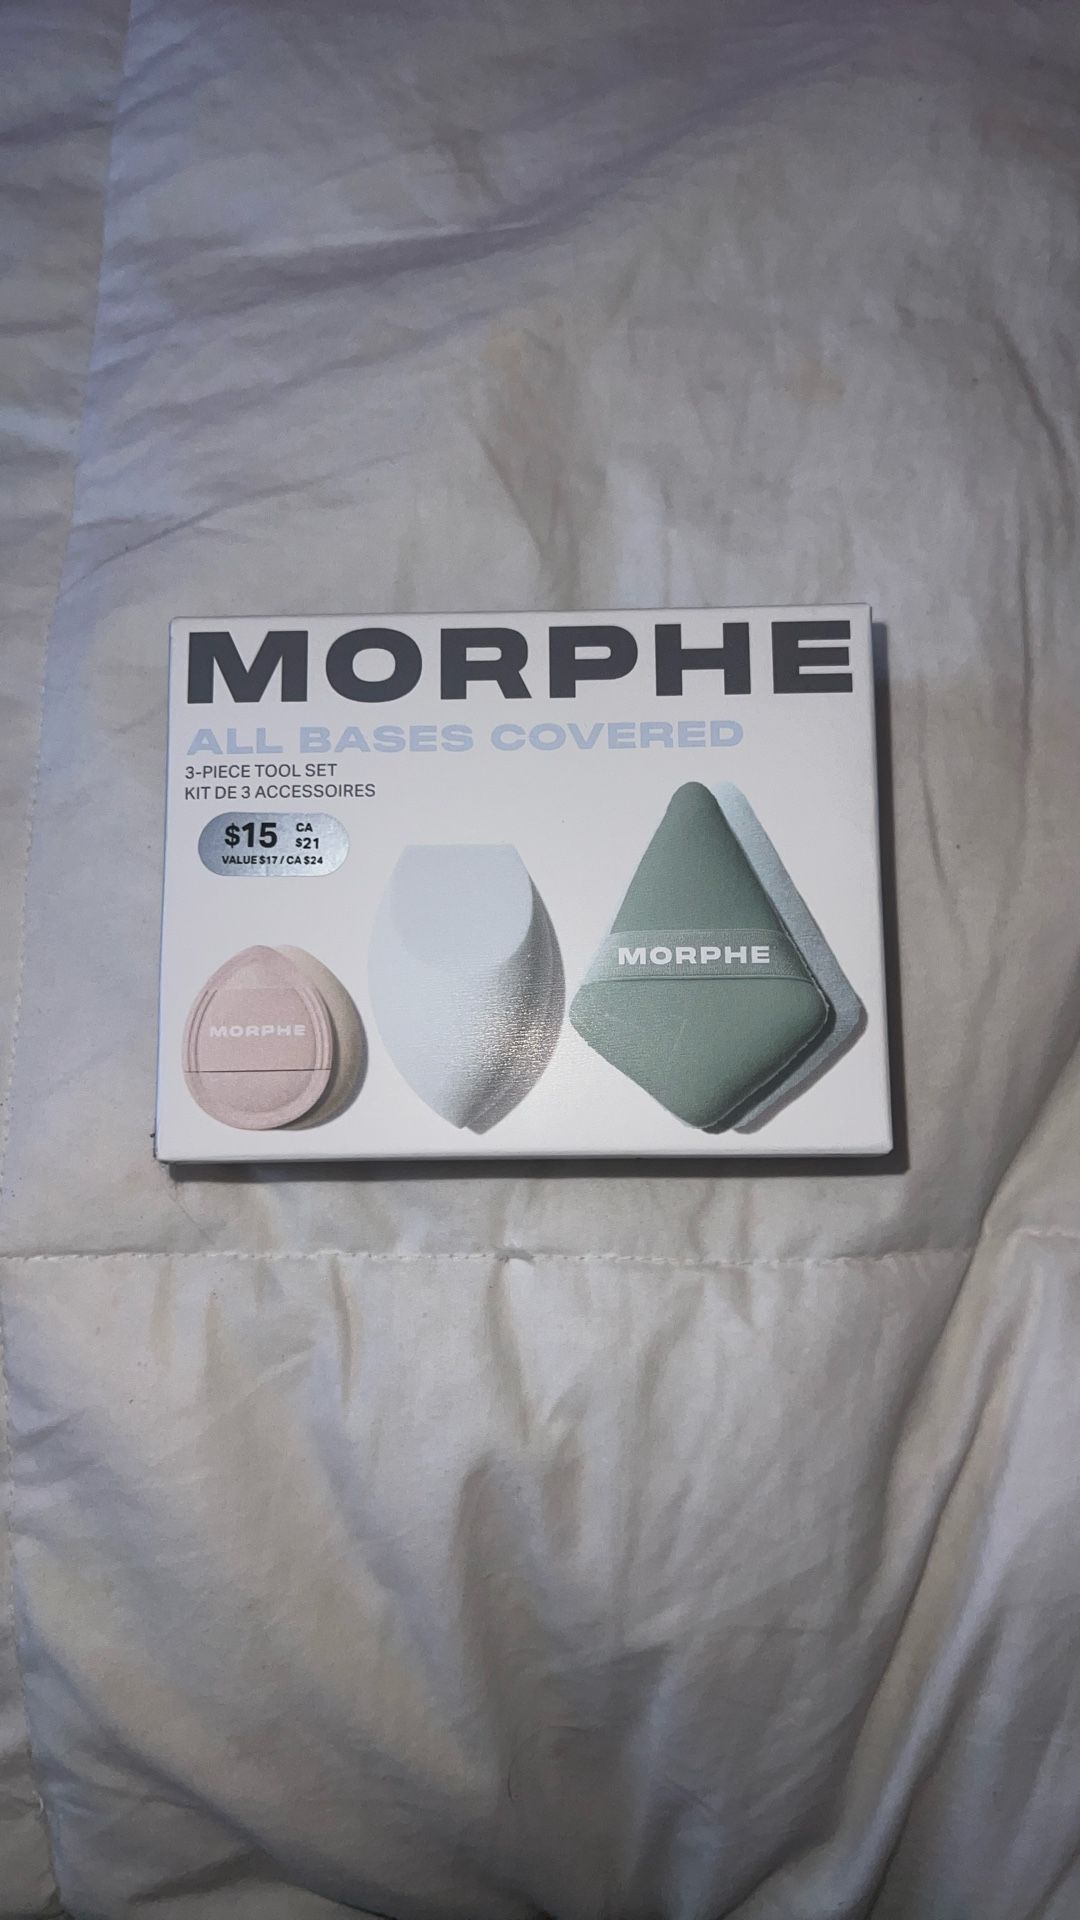 MORPHE
ALL BASES COVERED
3-PIECE TOOL SET
KIT DE 3 ACCESSOIRES
$15 CA $21
VALUE $17 / CA $24
MORPHE
MORPHE